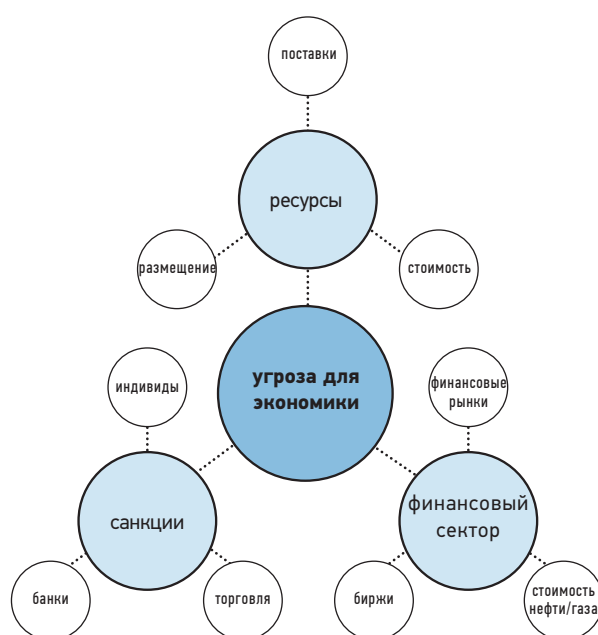 поставки
ресурсы
размещение
стоимость
угроза для
экономики
индивиды
финансовые
рынки
санкции
финансовый
сектор
банки
торговля
биржи
стоимость
нефти/газа